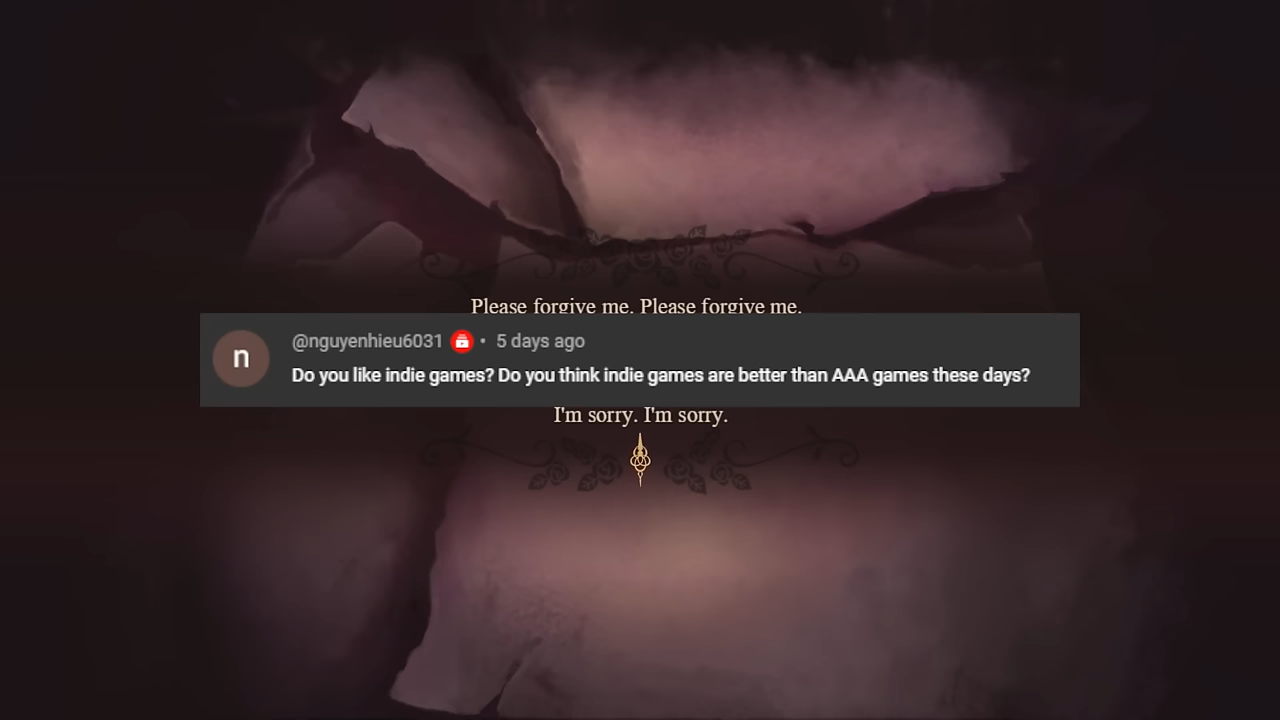 Please forgive me. Please forgive me.
n
@nguyenhieu6031 • 5 days ago
Do you like indie games? Do you think indie games are better than AAA games these days?
I'm sorry. I'm sorry.